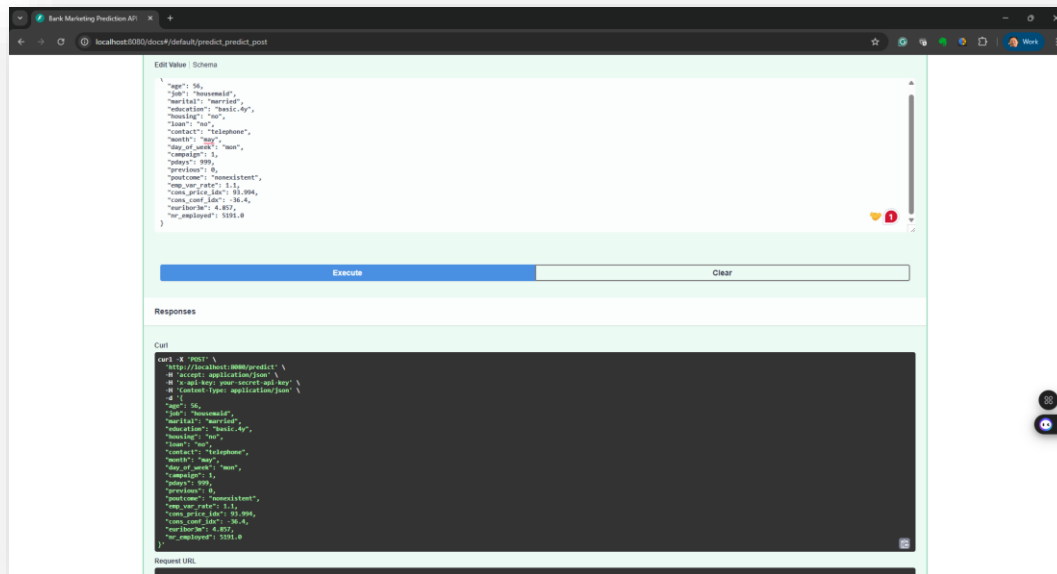 Bank Marketing Prediction API
localhost:8080/docs#/default/predict_predict_post
Work
Edit Value | Schema
{
"age": 56,
"job": "housemaid",
"marital": "married",
"education": "basic.4y",
"housing": "no",
"loan": "no",
"contact": "telephone",
"month": "may",
"day_of_week": "mon",
"campaign": 1,
"pdays": 999,
"previous": 0,
"poutcome": "nonexistent",
"emp_var_rate": 1.1,
"cons_price_idx": 93.994,
"cons_conf_idx": -36.4,
"euribor3m": 4.857,
"nr_employed": 5191.0
}
1
Execute
Clear
Responses
Curl
curl -X 'POST' \
'http://localhost:8080/predict' \
-H 'accept: application/json' \
-H 'x-api-key: your-secret-api-key' \
-H 'Content-Type: application/json' \
-d '{
"age": 56,
"job": "housemaid",
"marital": "married",
"education": "basic.4y",
"housing": "no",
"loan": "no",
"contact": "telephone",
"month": "may",
"day_of_week": "mon",
"campaign": 1,
"pdays": 999,
"previous": 0,
"poutcome": "nonexistent",
"emp_var_rate": 1.1,
"cons_price_idx": 93.994,
"cons_conf_idx": -36.4,
"euribor3m": 4.857,
"nr_employed": 5191.0
}'
Request URL